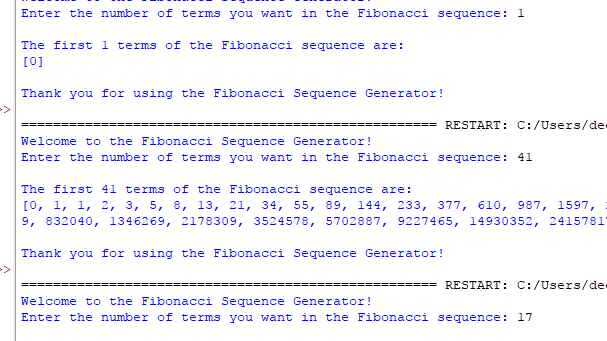 Enter the number of terms you want in the Fibonacci sequence: 1
The first 1 terms of the Fibonacci sequence are:
[0]
Thank you for using the Fibonacci Sequence Generator!
>>
==================================================== RESTART: C:/Users/de
Welcome to the Fibonacci Sequence Generator!
Enter the number of terms you want in the Fibonacci sequence: 41
The first 41 terms of the Fibonacci sequence are:
[0, 1, 1, 2, 3, 5, 8, 13, 21, 34, 55, 89, 144, 233, 377, 610, 987, 1597,
9, 832040, 1346269, 2178309, 3524578, 5702887, 9227465, 14930352, 2415781
Thank you for using the Fibonacci Sequence Generator!
>>
==================================================== RESTART: C:/Users/de
Welcome to the Fibonacci Sequence Generator!
Enter the number of terms you want in the Fibonacci sequence: 17